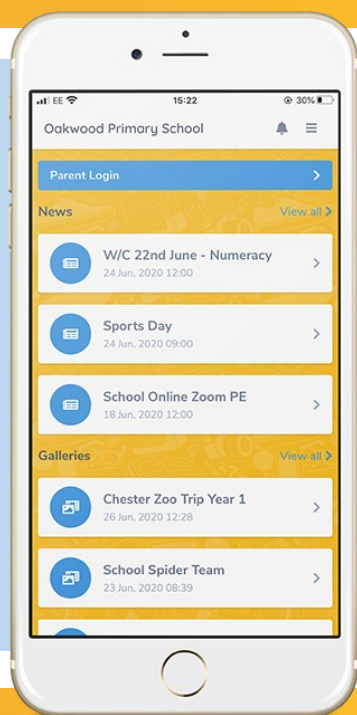 EE 15:22 30%
Oakwood Primary School
Parent Login
News View all
W/C 22nd June - Numeracy
24 Jun, 2020 12:00
Sports Day
24 Jun, 2020 09:00
School Online Zoom PE
18 Jun, 2020 12:00
Galleries View all
Chester Zoo Trip Year 1
26 Jun, 2020 12:28
School Spider Team
23 Jun, 2020 08:39